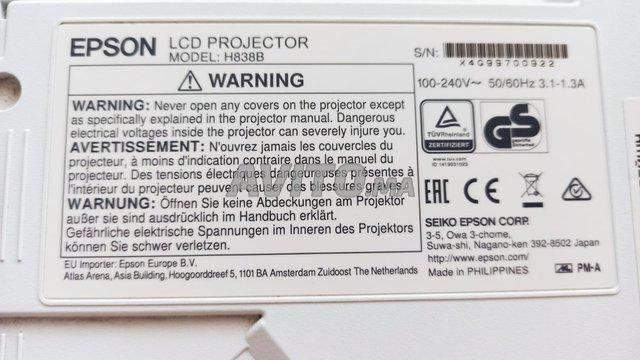 EPSON LCD PROJECTOR
MODEL: H838B
S/N:
X4G99700922
100-240V~ 50/60Hz 3.1-1.3A
WARNING
WARNING: Never open any covers on the projector except
as specifically explained in the projector manual. Dangerous
electrical voltages inside the projector can severely injure you.
AVERTISSEMENT: N'ouvrez jamais les couvercles du
projecteur, à moins d'indication contraire dans le manuel du
projecteur. Des tensions électriques dangereuses présentes à
l'intérieur du projecteur peuvent causer des blessures graves.
WARNUNG: Öffnen Sie keine Abdeckungen am Projektor
außer sie sind ausdrücklich im Handbuch erklärt.
Gefährliche elektrische Spannungen im Inneren des Projektors
können Sie schwer verletzen.
EU Importer: Epson Europe B.V.
Atlas Arena, Asia Building, Hoogoorddreef 5, 1101 BA Amsterdam Zuidoost The Netherlands
TÜVRheinland
ZERTIFIZIERT
ID 1419031023
GS
EAC CE
SEIKO EPSON CORP.
3-5, Owa 3-chome,
Suwa-shi, Nagano-ken 392-8502 Japan
http://www.epson.com/
Made in PHILIPPINES
PM-A
AVITO.ma